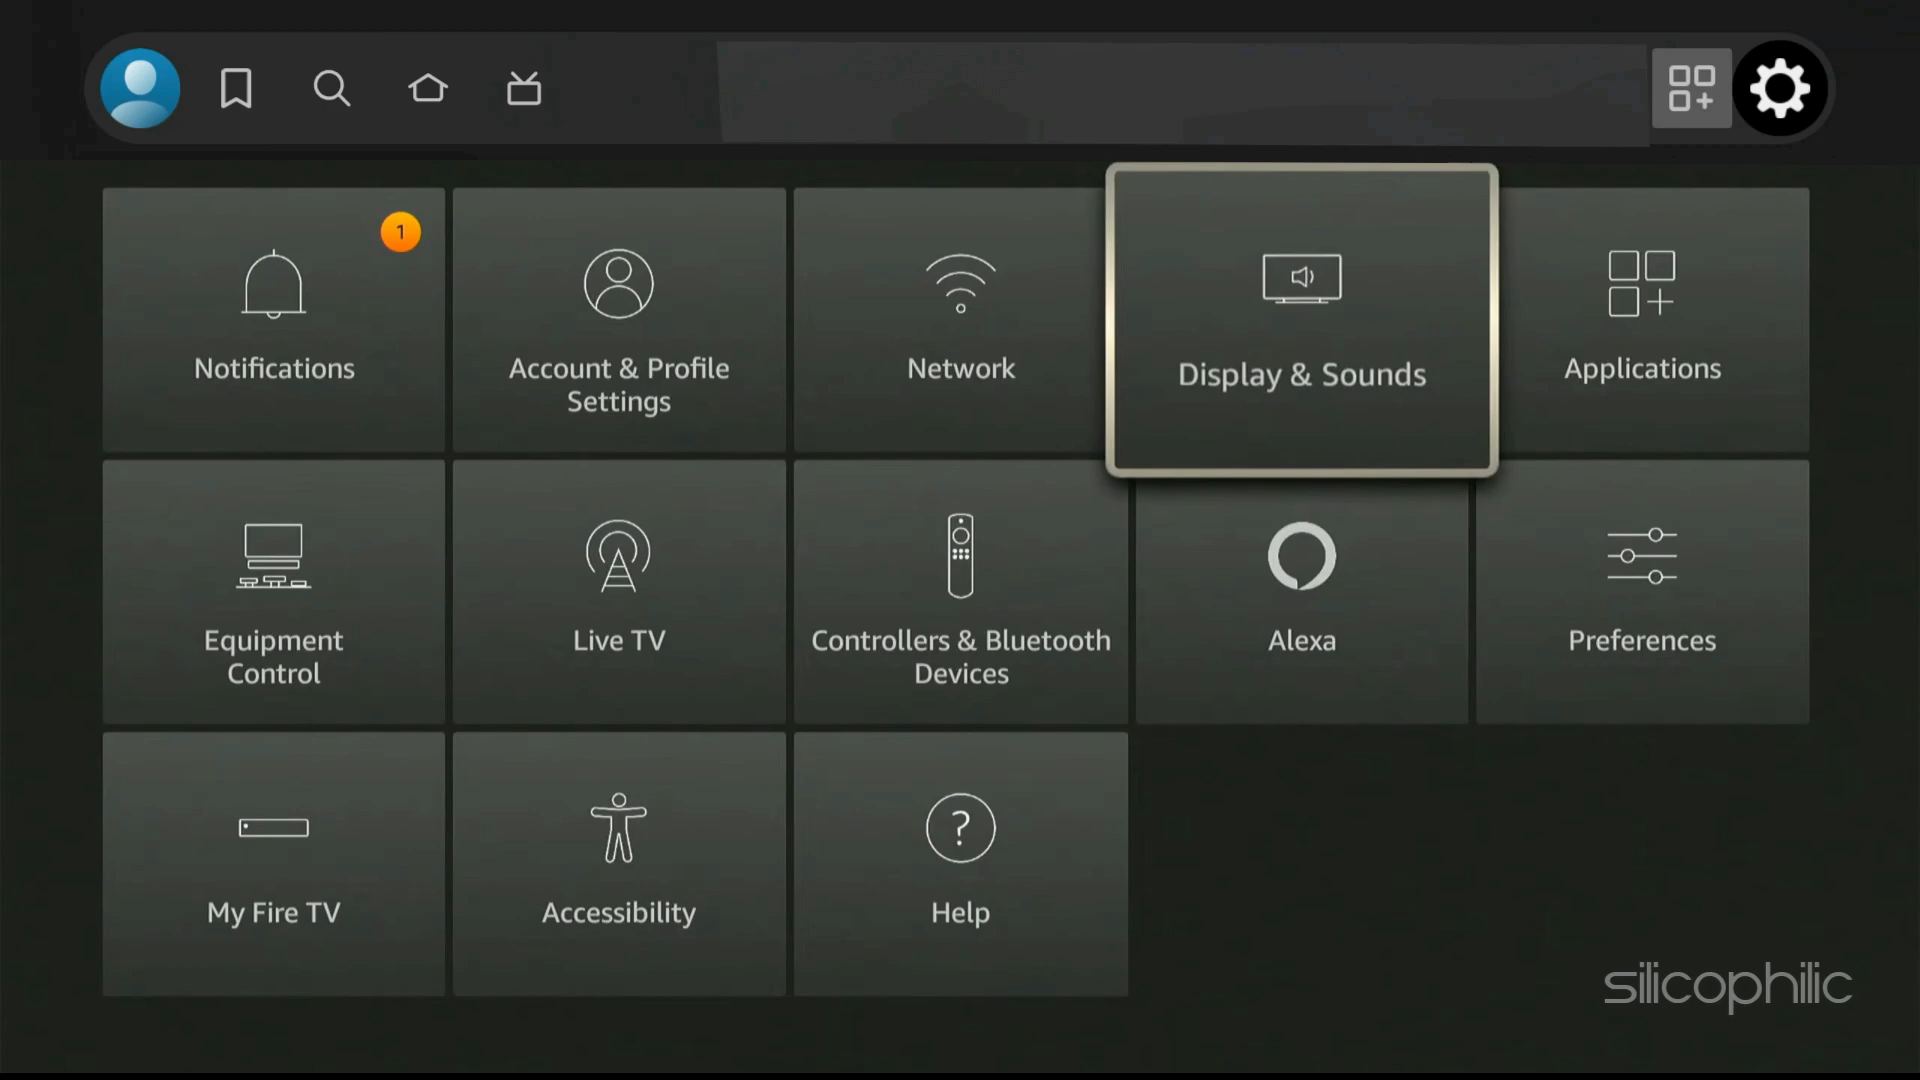 1
Notifications
Account & Profile
Settings
Network
Display & Sounds
Applications
Equipment
Control
Live TV
Controllers & Bluetooth
Devices
Alexa
Preferences
My Fire TV
Accessibility
?
Help
silicophilic